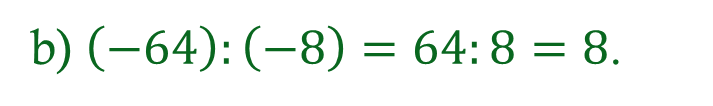 b) (−64): (−8) = 64: 8 = 8.